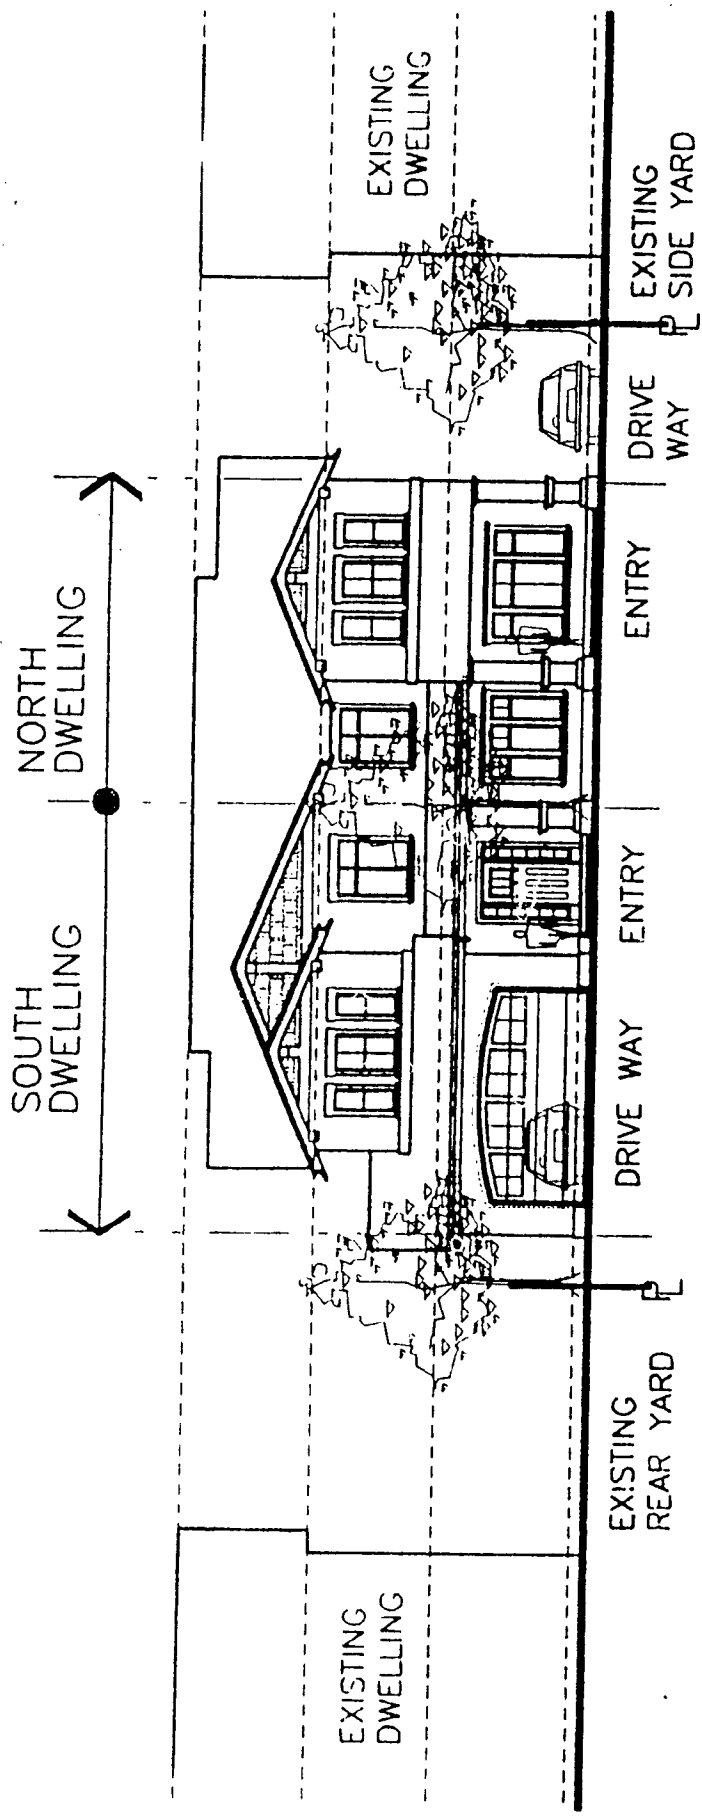 SOUTH
DWELLING
NORTH
DWELLING
EXISTING
DWELLING
EXISTING
DWELLING
EXISTING
REAR YARD
DRIVE WAY
ENTRY
ENTRY
DRIVE
WAY
EXISTING
SIDE YARD